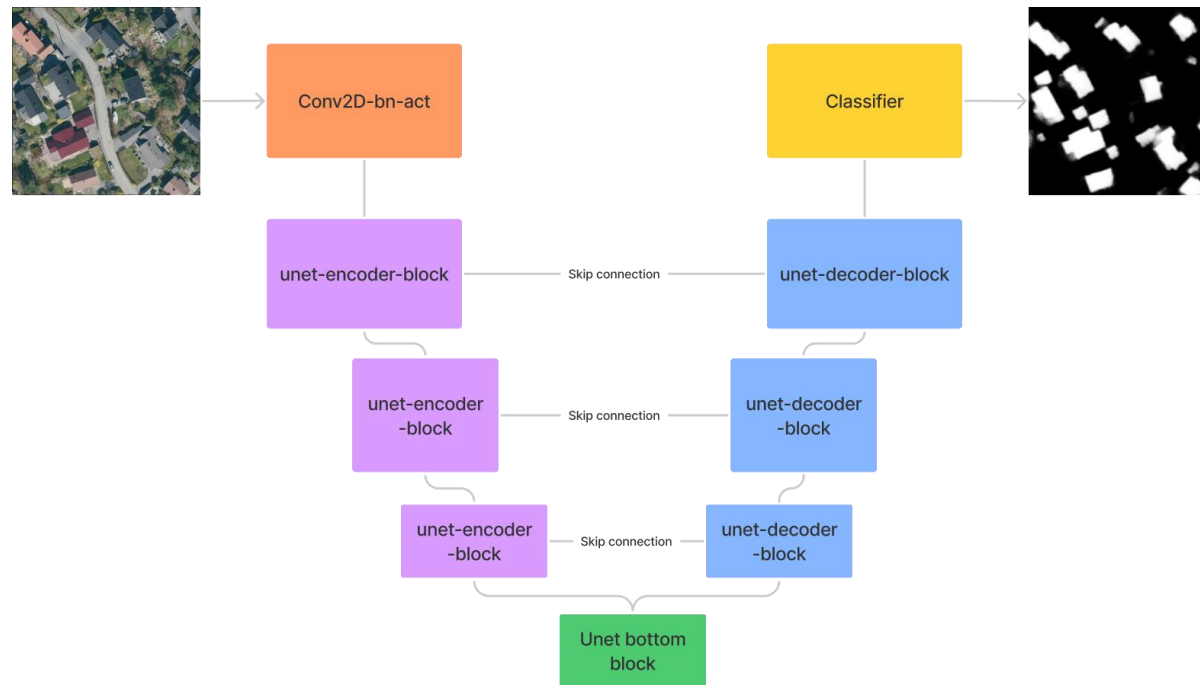 Conv2D-bn-act
Classifier
unet-encoder-block
Skip connection
unet-decoder-block
unet-encoder
-block
Skip connection
unet-decoder
-block
unet-encoder
-block
Skip connection
unet-decoder
-block
Unet bottom
block